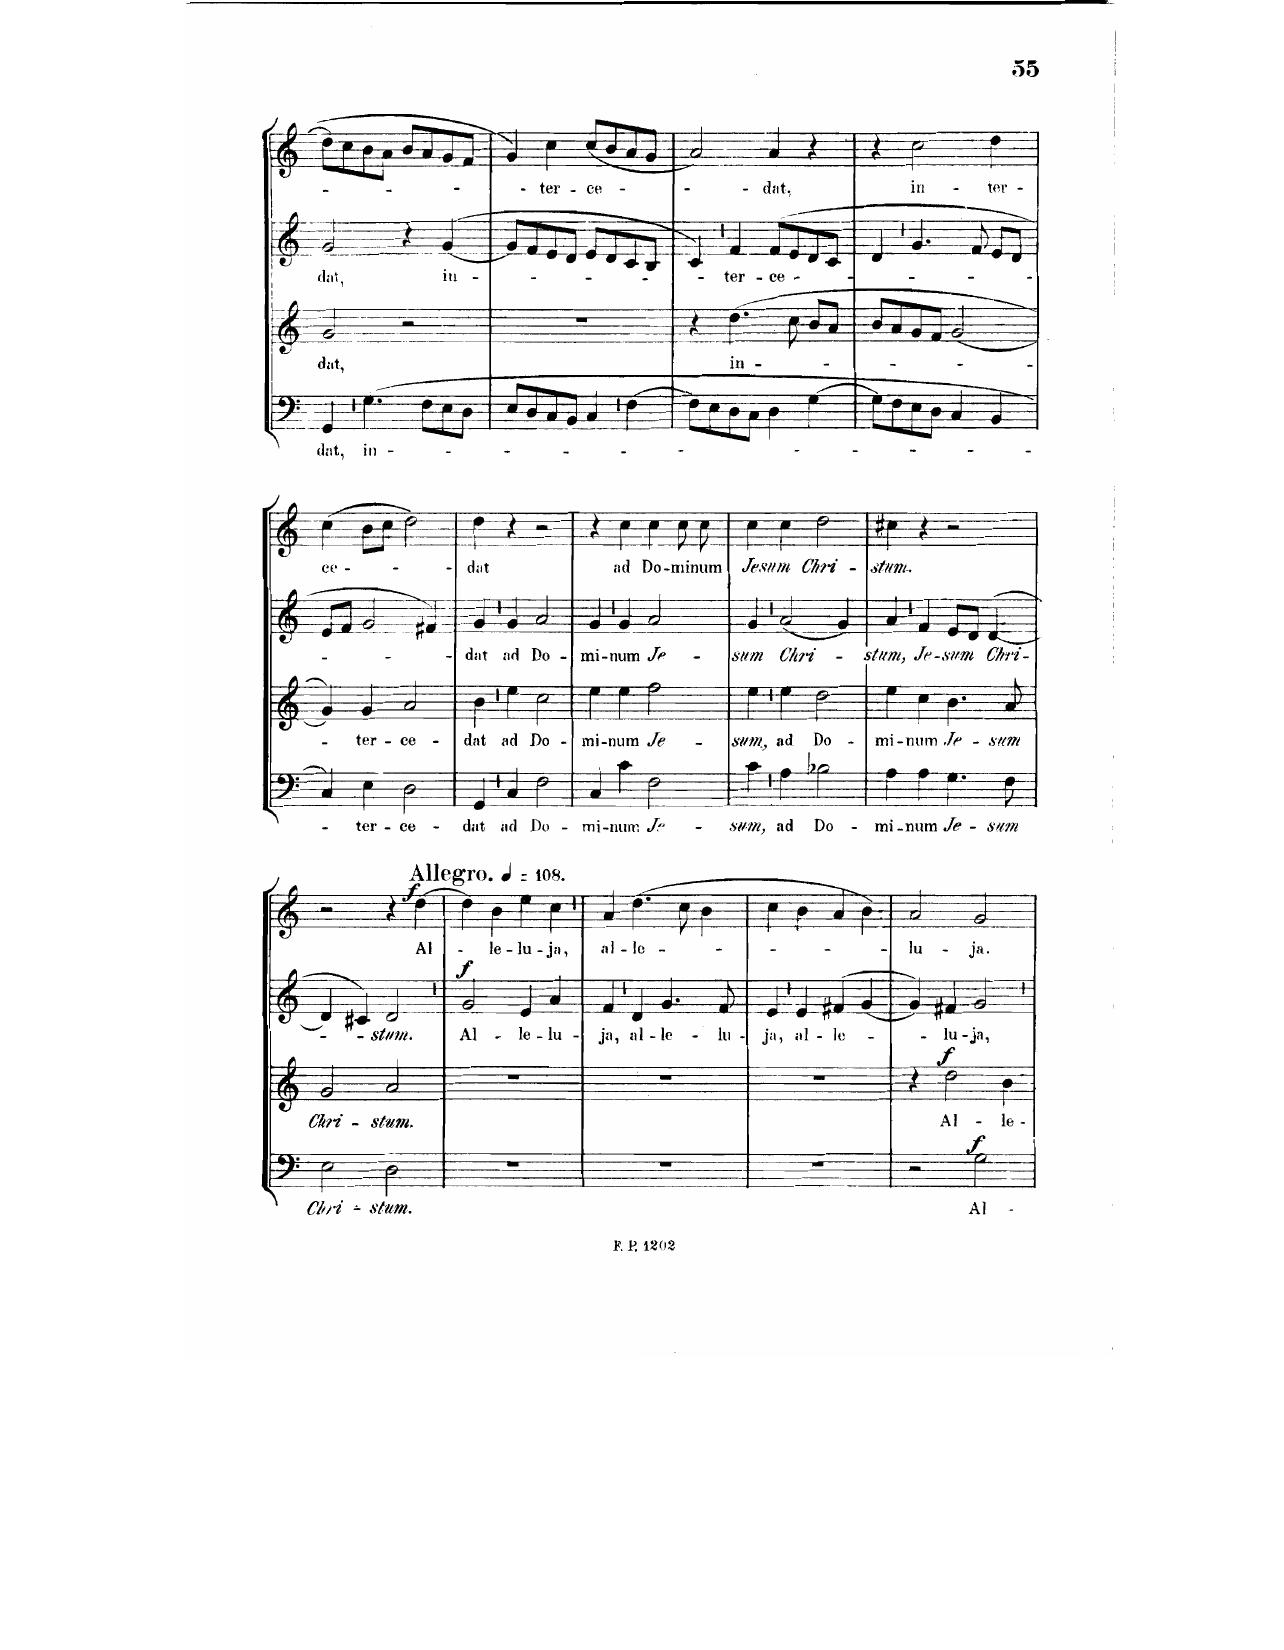 55
- - - - ter - ce - - - dat, in - ter -
dat, in - - - - - ter - ce - - - - - -
dat, in - - - - - -
dat, in - - - - - - - - - -
ce - - - dat ad Do-minum Jesum Chri - stum.
- - - dat ad Do - mi-num Je - sum Chri - stum, Je-sum Chri-
- ter - ce - dat ad Do - mi-num Je - sum, ad Do - mi-num Je - sum
- ter - ce - dat ad Do - mi-num Je - sum, ad Do - mi-num Je - sum
Allegro. ♩ = 108.
f
Al - le-lu-ja, al-le - - - - - - lu - ja.
f
- - stum. Al - le-lu - ja, al-le - lu - ja, al-le - - lu-ja,
f
Chri - stum. Al - le-
f
Chri - stum. Al -
F. P. 1202